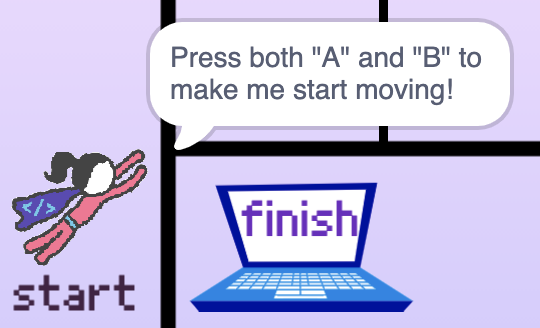 Press both "A" and "B" to
make me start moving!
</>
finish
start